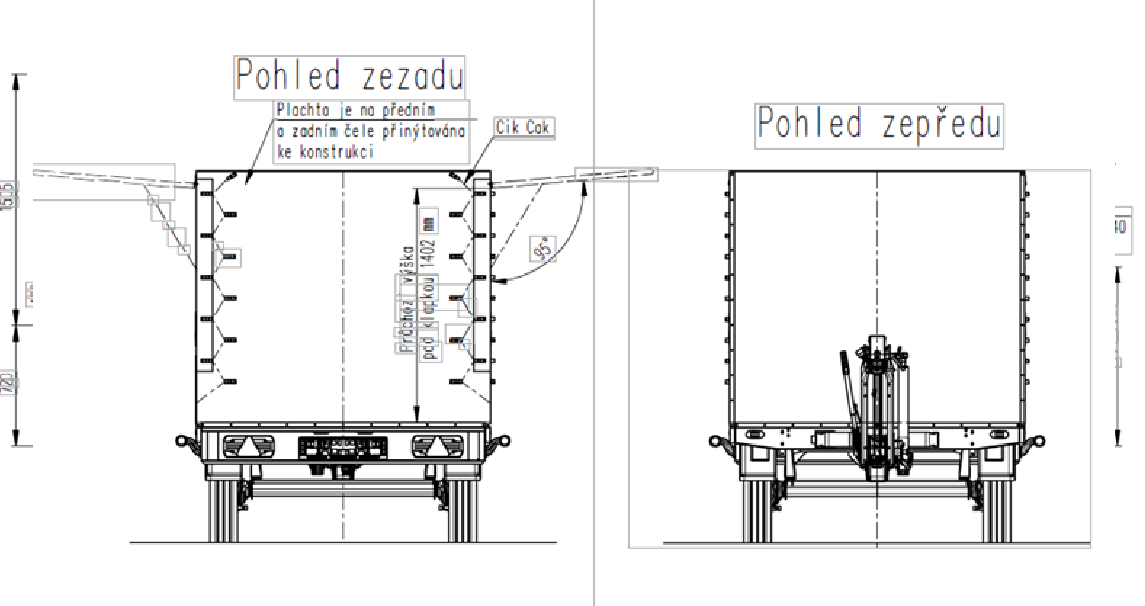 Pohled zezadu
Plachta je na předním
a zadním čele přinýtována
ke konstrukci
Cik Cak
Pohled zepředu
1505
720
95°
Průchozí výška
pod klapkou 1402 mm